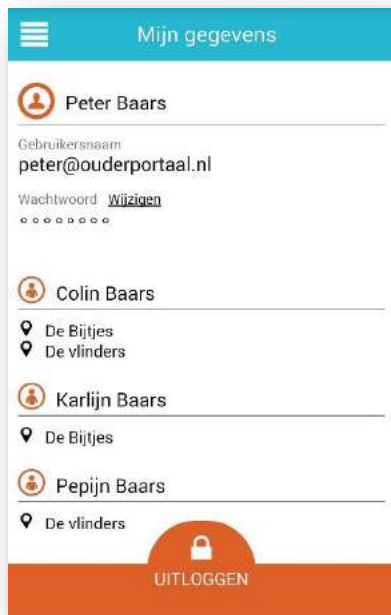 Mijn gegevens
Peter Baars
Gebruikersnaam
peter@ouderportaal.nl
Wachtwoord Wijzigen
Colin Baars
De Bijtjes
De vlinders
Karlijn Baars
De Bijtjes
Pepijn Baars
De vlinders
UITLOGGEN